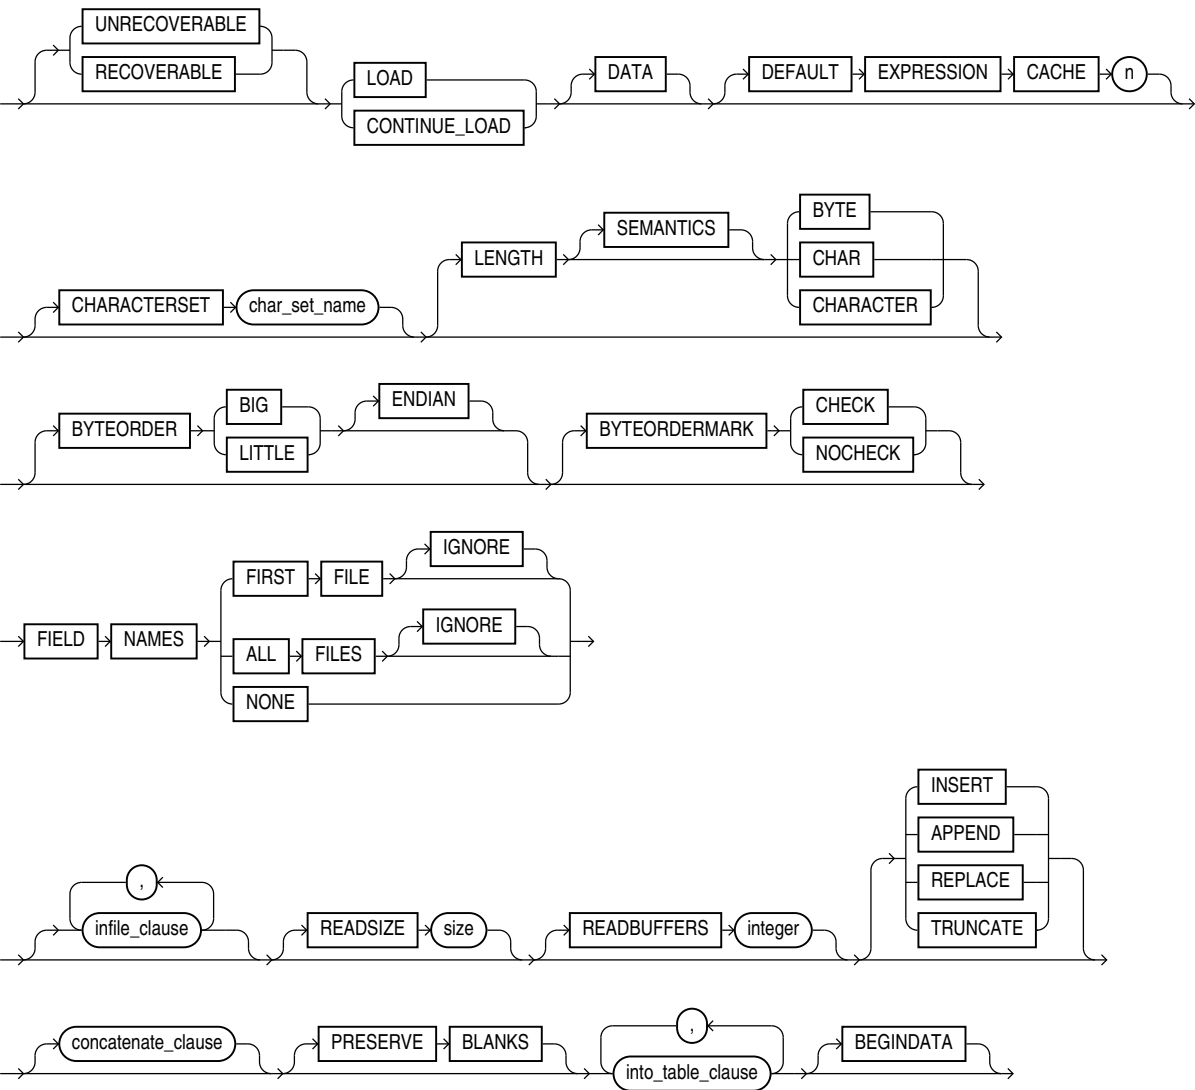 UNRECOVERABLE
RECOVERABLE
LOAD
CONTINUE_LOAD
DATA
DEFAULT EXPRESSION CACHE n
CHARACTERSET char_set_name
LENGTH
SEMANTICS
BYTE
CHAR
CHARACTER
BYTEORDER
BIG
LITTLE
ENDIAN
BYTEORDERMARK
CHECK
NOCHECK
FIELD NAMES
FIRST FILE
IGNORE
ALL FILES
IGNORE
NONE
,
infile_clause
READSIZE size
READBUFFERS integer
INSERT
APPEND
REPLACE
TRUNCATE
concatenate_clause
PRESERVE BLANKS
,
into_table_clause
BEGINDATA